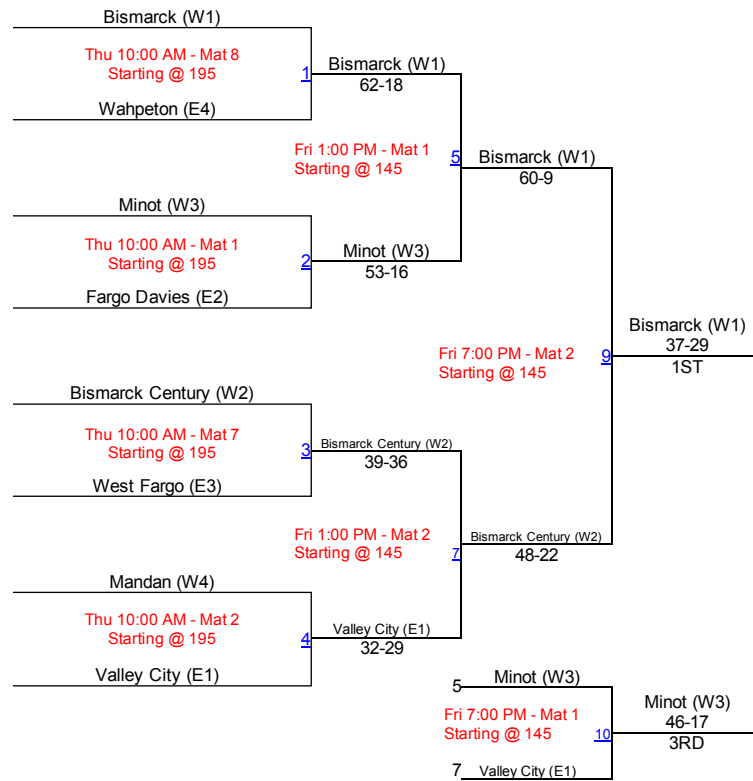 Bismarck (W1)
Thu 10:00 AM - Mat 8
Starting @ 195
1
Wahpeton (E4)
Bismarck (W1)
62-18
Fri 1:00 PM - Mat 1
Starting @ 145
5
Bismarck (W1)
60-9
Minot (W3)
Thu 10:00 AM - Mat 1
Starting @ 195
2
Fargo Davies (E2)
Minot (W3)
53-16
Fri 7:00 PM - Mat 2
Starting @ 145
9
Bismarck (W1)
37-29
1ST
Bismarck Century (W2)
Thu 10:00 AM - Mat 7
Starting @ 195
3
West Fargo (E3)
Bismarck Century (W2)
39-36
Fri 1:00 PM - Mat 2
Starting @ 145
7
Bismarck Century (W2)
48-22
Mandan (W4)
Thu 10:00 AM - Mat 2
Starting @ 195
4
Valley City (E1)
Valley City (E1)
32-29
5
Minot (W3)
Fri 7:00 PM - Mat 1
Starting @ 145
10
7
Valley City (E1)
Minot (W3)
46-17
3RD